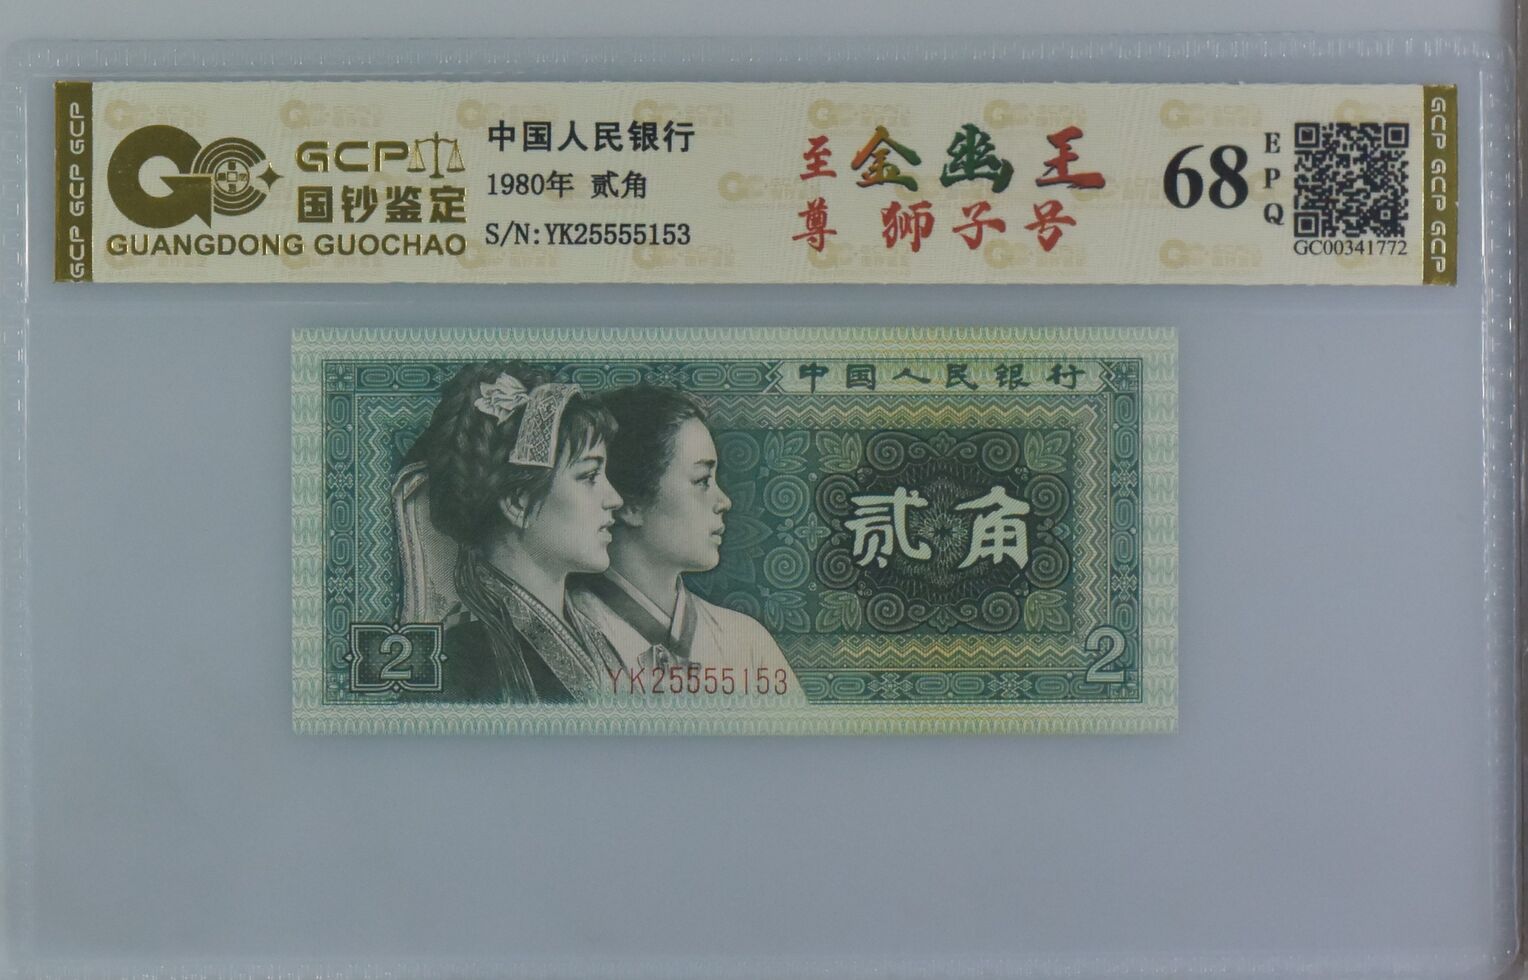 GCP GCP GCP
GCP
国钞鉴定
GUANGDONG GUOCHAO
中国人民银行
1980年 贰角
S/N:YK25555153
至尊
金幽王
狮子号
68
EPQ
GC00341772
GCP GCP GCP
中国人民银行
贰角
2
2
YK25555153